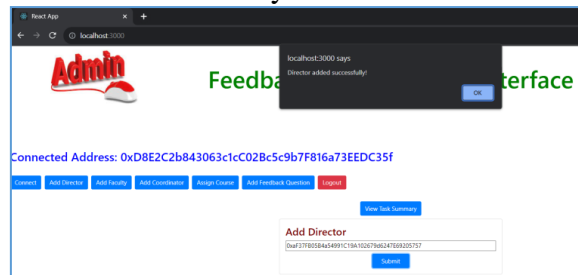 React App
localhost:3000
Admin
Feedba
terface
localhost:3000 says
Director added successfully!
OK
Connected Address: 0xD8E2C2b843063c1cC02Bc5c9b7F816a73EEDC35f
Connect Add Director Add Faculty Add Coordinator Assign Course Add Feedback Question Logout
View Task Summary
Add Director
0xaF37FB05B4a54991C19A102679d6247E69205757
Submit